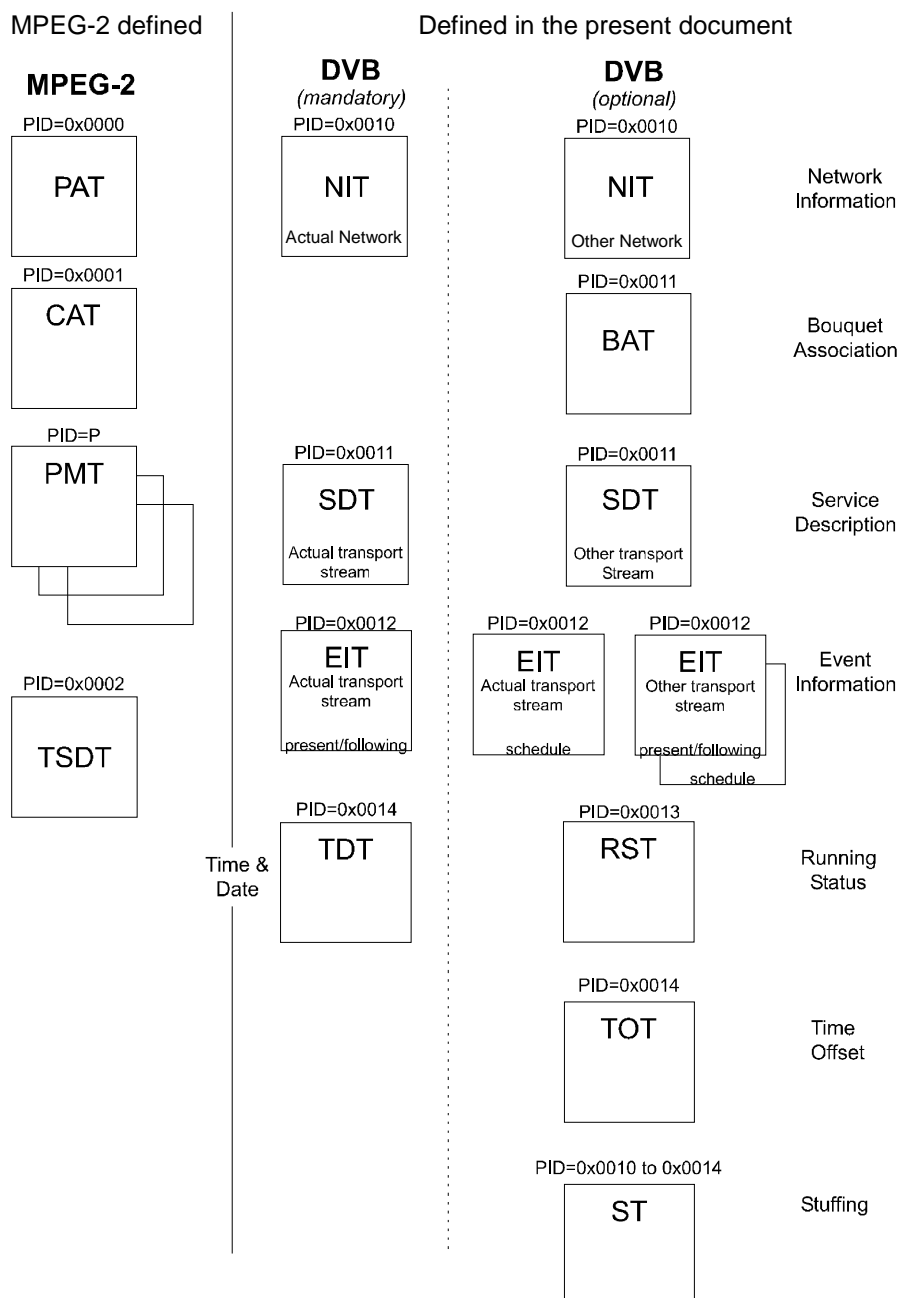 MPEG-2 defined
Defined in the present document
MPEG-2
DVB
(mandatory)
DVB
(optional)
PID=0x0000
PAT
PID=0x0010
NIT
Actual Network
PID=0x0010
NIT
Other Network
Network
Information
PID=0x0001
CAT
PID=0x0011
BAT
Bouquet
Association
PID=P
PMT
PID=0x0011
SDT
Actual transport
stream
PID=0x0011
SDT
Other transport
Stream
Service
Description
PID=0x0012
EIT
Actual transport
stream
present/following
PID=0x0012
EIT
Actual transport
stream
schedule
PID=0x0012
EIT
Other transport
stream
present/following
schedule
Event
Information
PID=0x0002
TSDT
Time &
Date
PID=0x0014
TDT
PID=0x0013
RST
Running
Status
PID=0x0014
TOT
Time
Offset
PID=0x0010 to 0x0014
ST
Stuffing